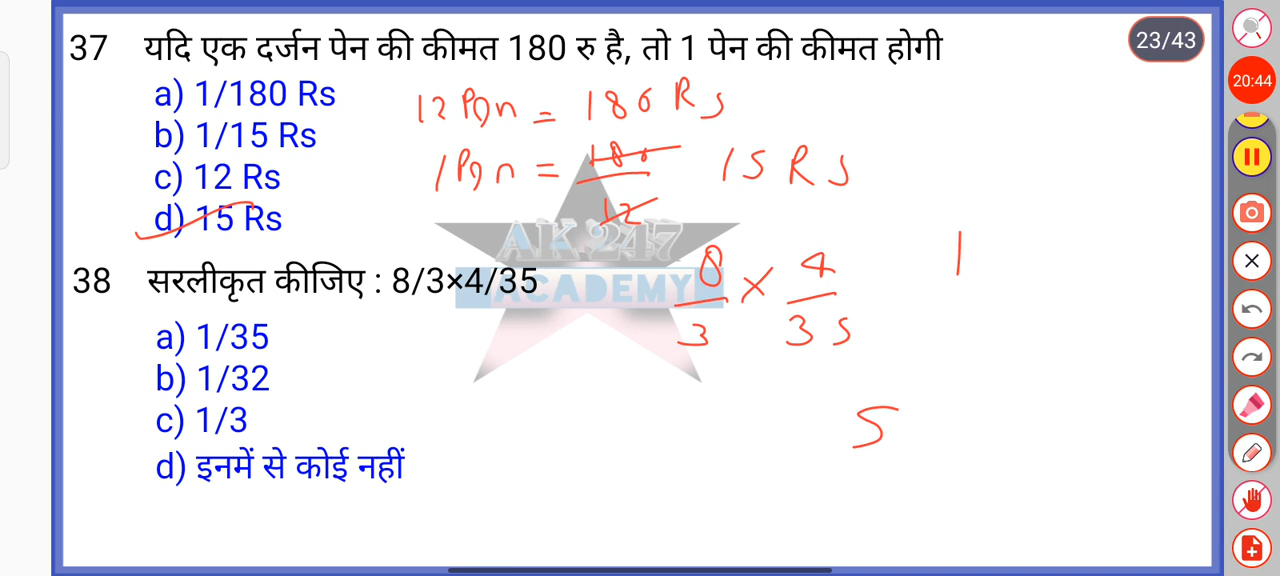 37 यदि एक दर्जन पेन की कीमत 180 रु है, तो 1 पेन की कीमत होगी
23/43
20:44
a) 1/180 Rs
b) 1/15 Rs
c) 12 Rs
d) 15 Rs
12 Pen = 180 Rs
1 Pen = 180/12 15 Rs
AK 247
ACADEMY
38 सरलीकृत कीजिए : 8/3×4/35
8/3 × 4/35
1
5
a) 1/35
b) 1/32
c) 1/3
d) इनमें से कोई नहीं